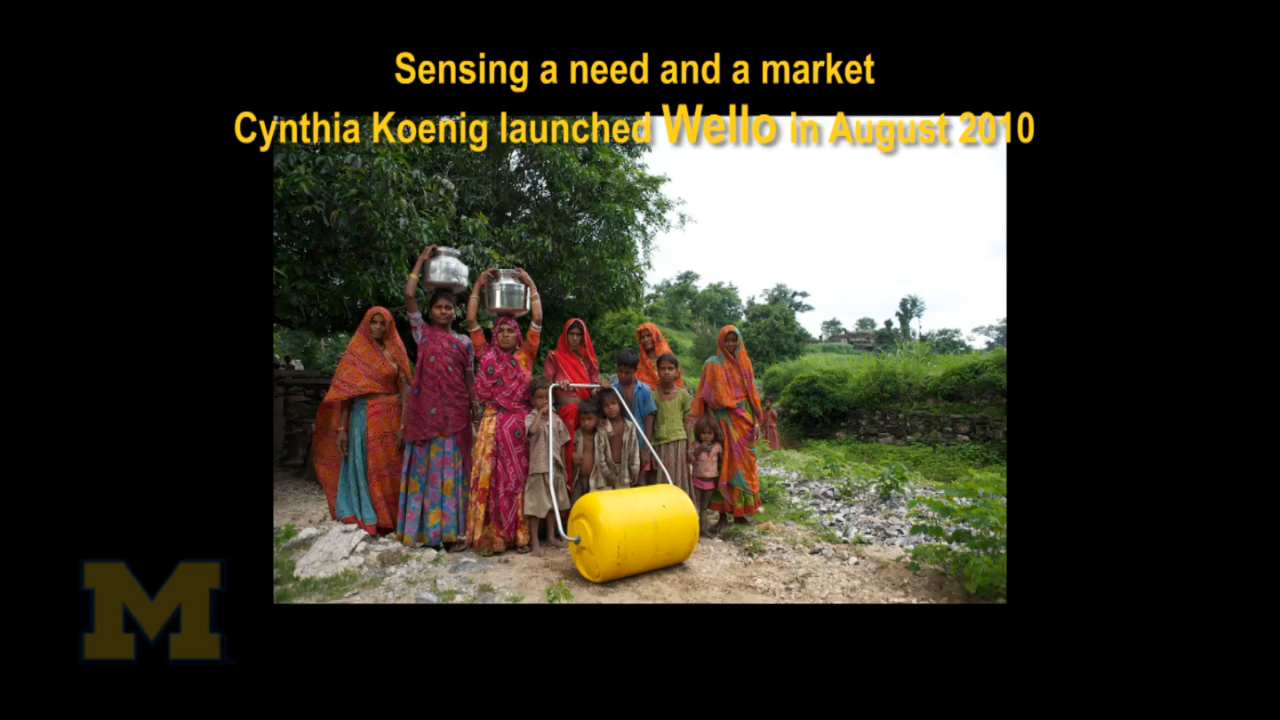 Sensing a need and a market
Cynthia Koenig launched Wello in August 2010
M